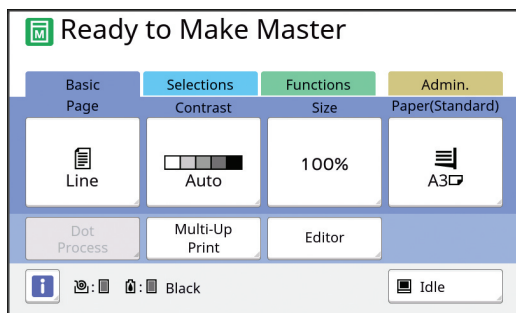 M Ready to Make Master
Basic Selections Functions Admin.
Page Contrast Size Paper(Standard)
Line Auto 100% A3
Dot Process
Multi-Up Print
Editor
i : : Black Idle